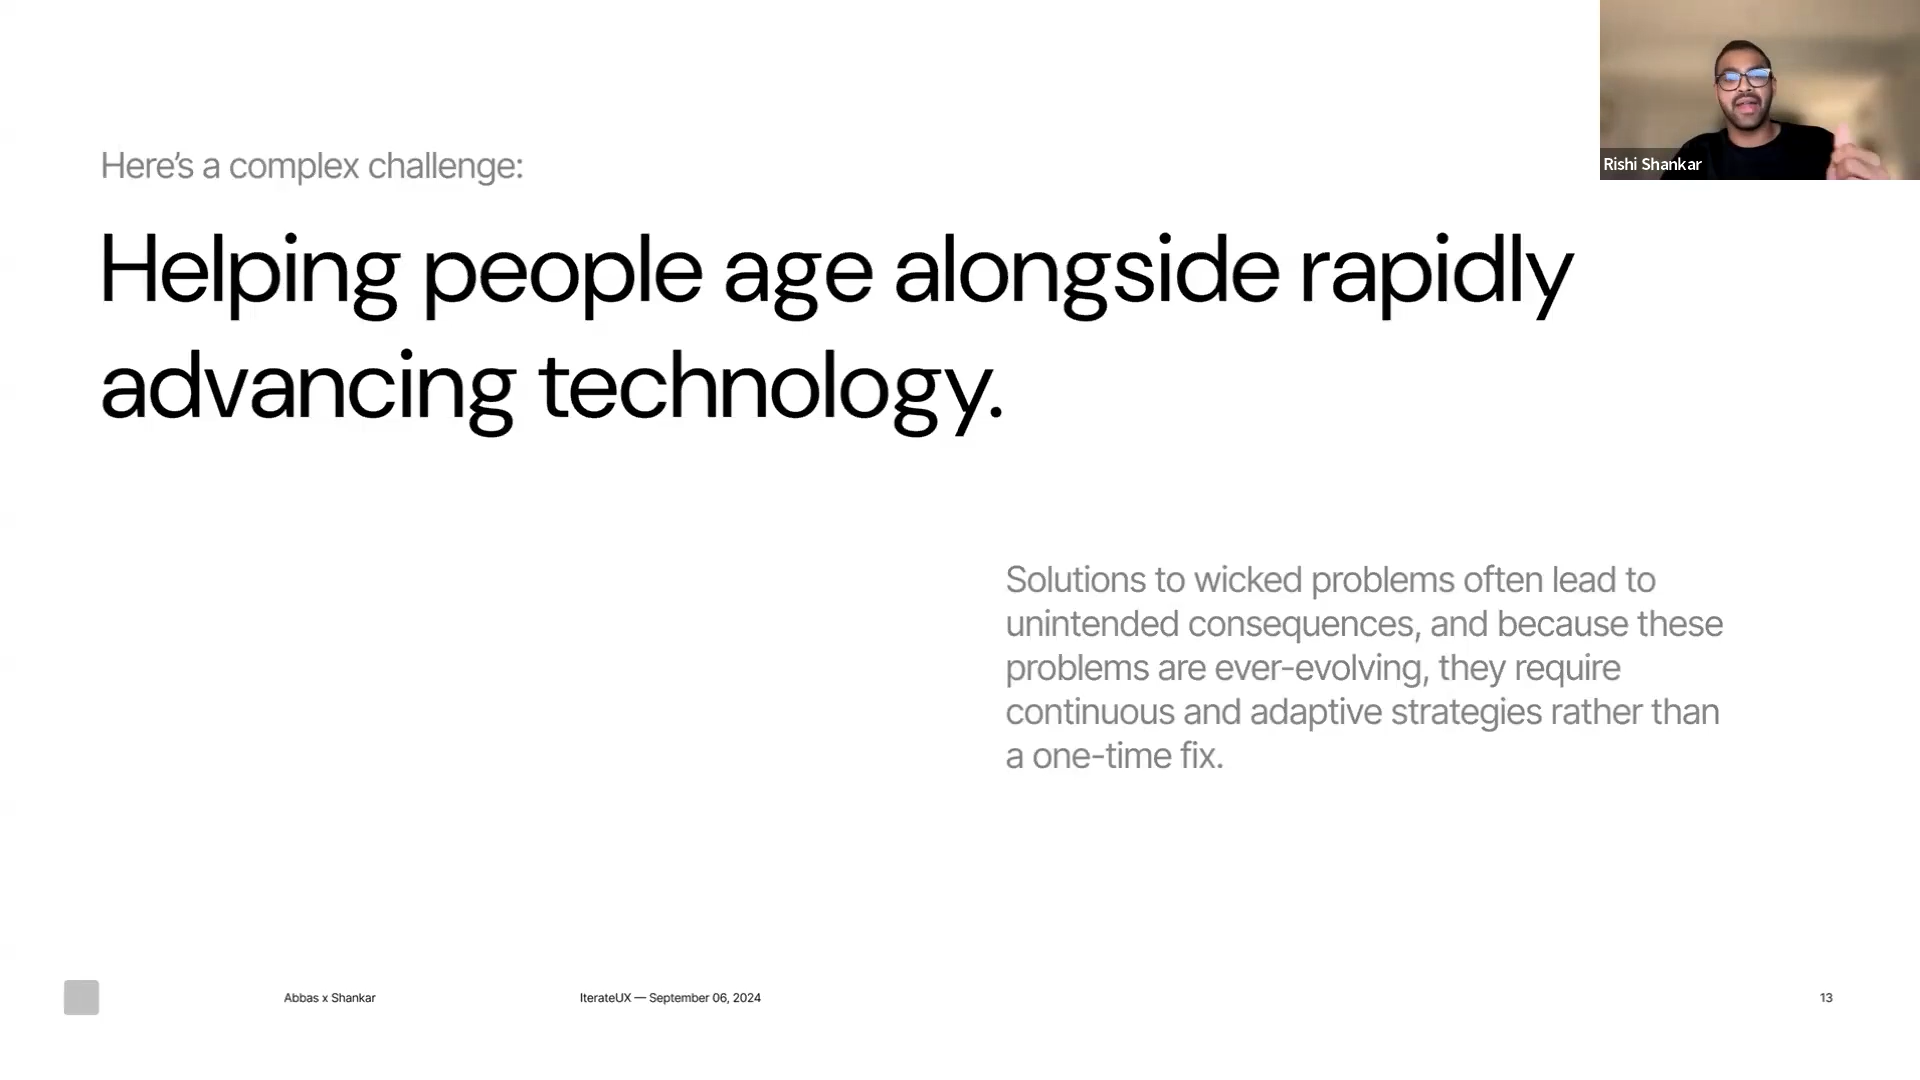 Rishi Shankar
Here’s a complex challenge:
Helping people age alongside rapidly
advancing technology.
Solutions to wicked problems often lead to
unintended consequences, and because these
problems are ever-evolving, they require
continuous and adaptive strategies rather than
a one-time fix.
Abbas x Shankar
IterateUX — September 06, 2024
13